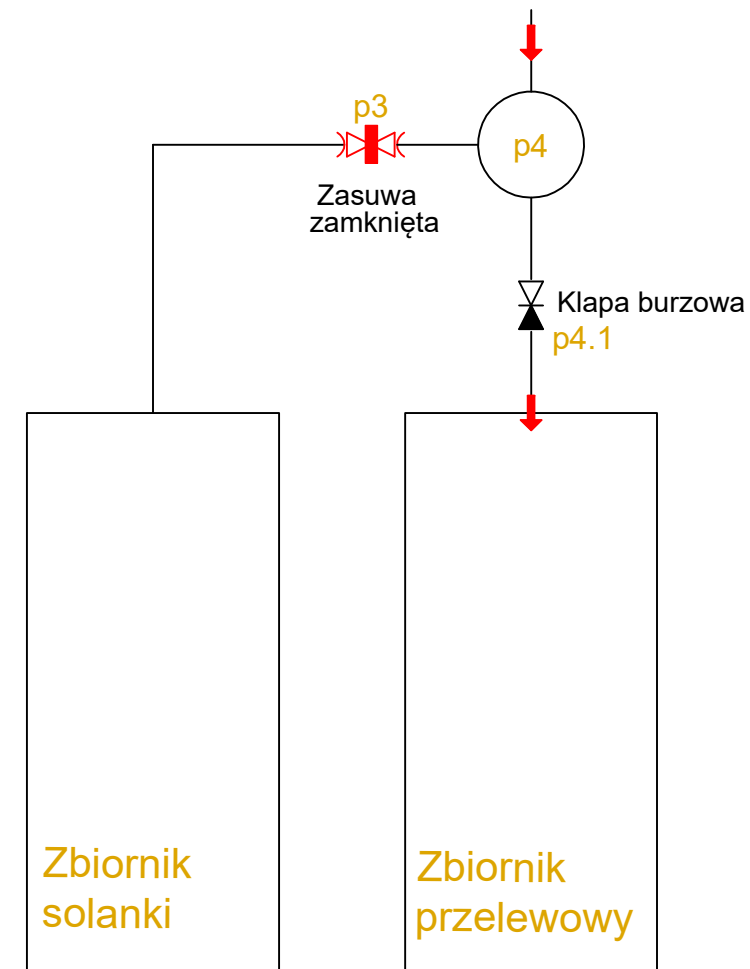 p3
p4
Zasuwa
zamknięta
Klapa burzowa
p4.1
Zbiornik
solanki
Zbiornik
przelewowy